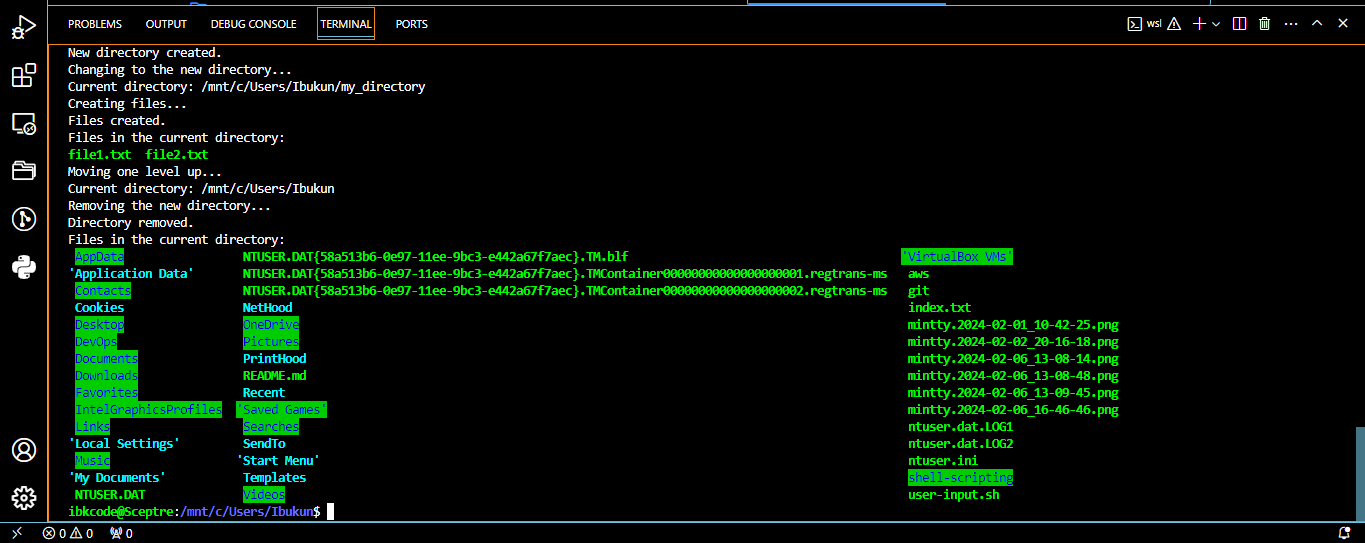 PROBLEMS OUTPUT DEBUG CONSOLE TERMINAL PORTS wsl
New directory created.
Changing to the new directory...
Current directory: /mnt/c/Users/Ibukun/my_directory
Creating files...
Files created.
Files in the current directory:
file1.txt file2.txt
Moving one level up...
Current directory: /mnt/c/Users/Ibukun
Removing the new directory...
Directory removed.
Files in the current directory:
AppData NTUSER.DAT{58a513b6-0e97-11ee-9bc3-e442a67f7aec}.TM.blf 'VirtualBox VMs'
'Application Data' NTUSER.DAT{58a513b6-0e97-11ee-9bc3-e442a67f7aec}.TMContainer00000000000000000001.regtrans-ms aws
Contacts NTUSER.DAT{58a513b6-0e97-11ee-9bc3-e442a67f7aec}.TMContainer00000000000000000002.regtrans-ms git
Cookies NetHood index.txt
Desktop OneDrive mintty.2024-02-01_10-42-25.png
DevOps Pictures mintty.2024-02-02_20-16-18.png
Documents PrintHood mintty.2024-02-06_13-08-14.png
Downloads README.md mintty.2024-02-06_13-08-48.png
Favorites Recent mintty.2024-02-06_13-09-45.png
IntelGraphicsProfiles 'Saved Games' mintty.2024-02-06_16-46-46.png
Links Searches ntuser.dat.LOG1
'Local Settings' SendTo ntuser.dat.LOG2
Music 'Start Menu' ntuser.ini
'My Documents' Templates shell-scripting
NTUSER.DAT Videos user-input.sh
ibkcode@Sceptre:/mnt/c/Users/Ibukun$
0 0 0